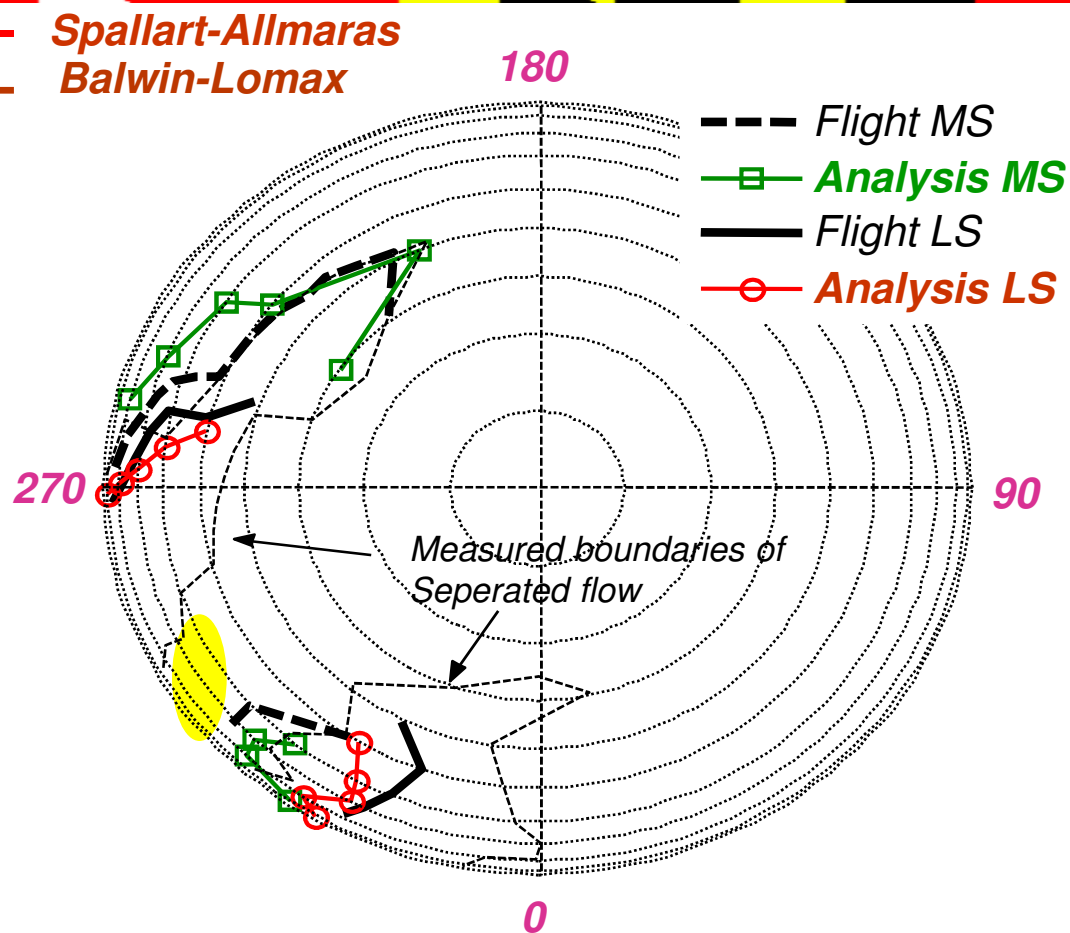 Spallart-Allmaras
Balwin-Lomax
180
Flight MS
Analysis MS
Flight LS
Analysis LS
270
90
Measured boundaries of
Seperated flow
0